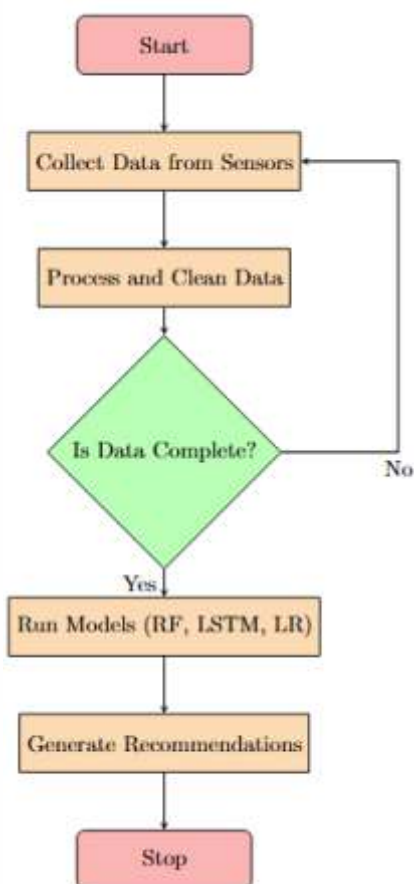 Start
Collect Data from Sensors
Process and Clean Data
Is Data Complete?
No
Yes
Run Models (RF, LSTM, LR)
Generate Recommendations
Stop